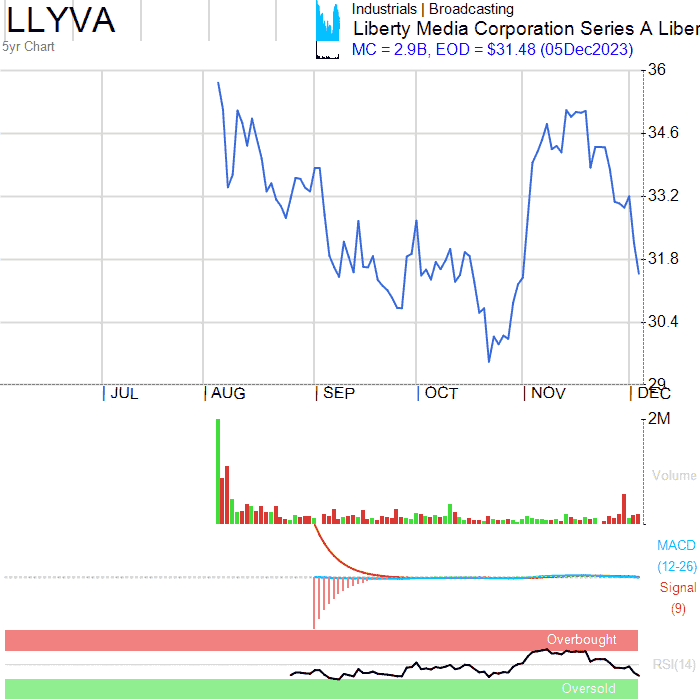 LLYVA
5yr Chart
Industrials | Broadcasting
Liberty Media Corporation Series A Liber
MC = 2.9B, EOD = $31.48 (05Dec2023)
36
34.6
33.2
31.8
30.4
29
JUL AUG SEP OCT NOV DEC
2M
Volume
MACD
(12-26)
Signal
(9)
Overbought
RSI(14)
Oversold